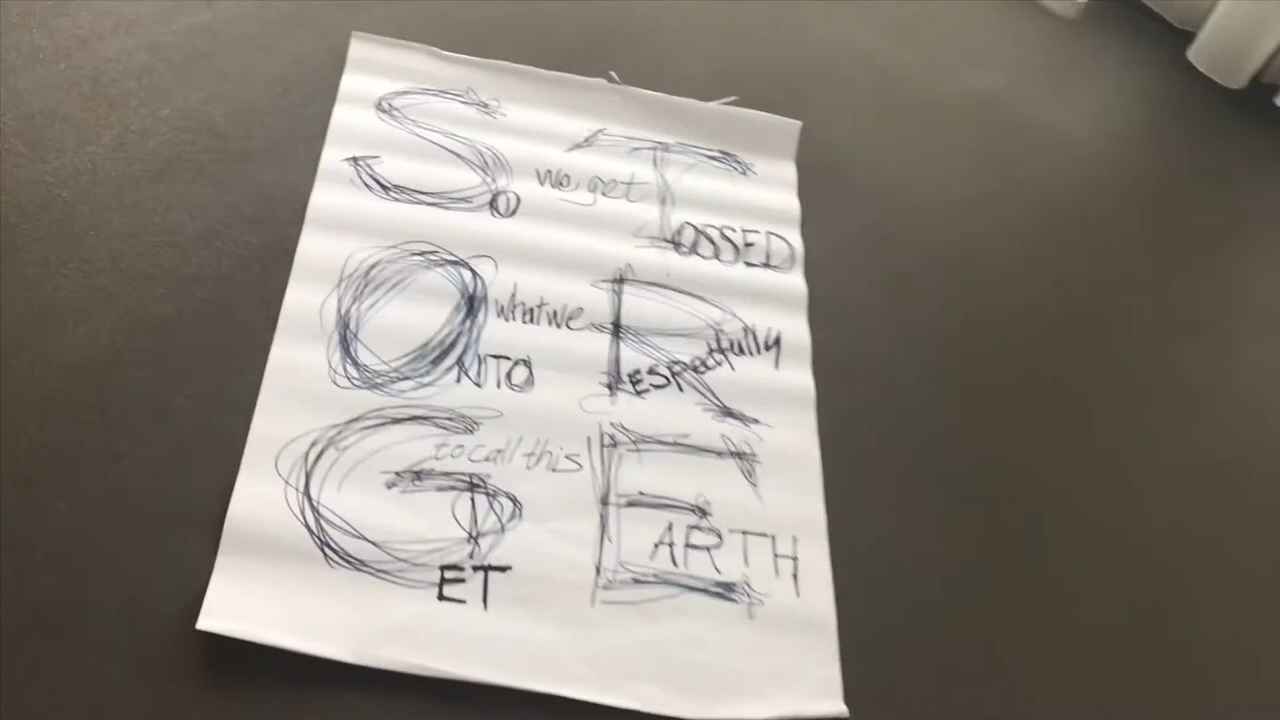 S. we get TOSSED
ONTO what we RESPectfully
GET to call this EARTH